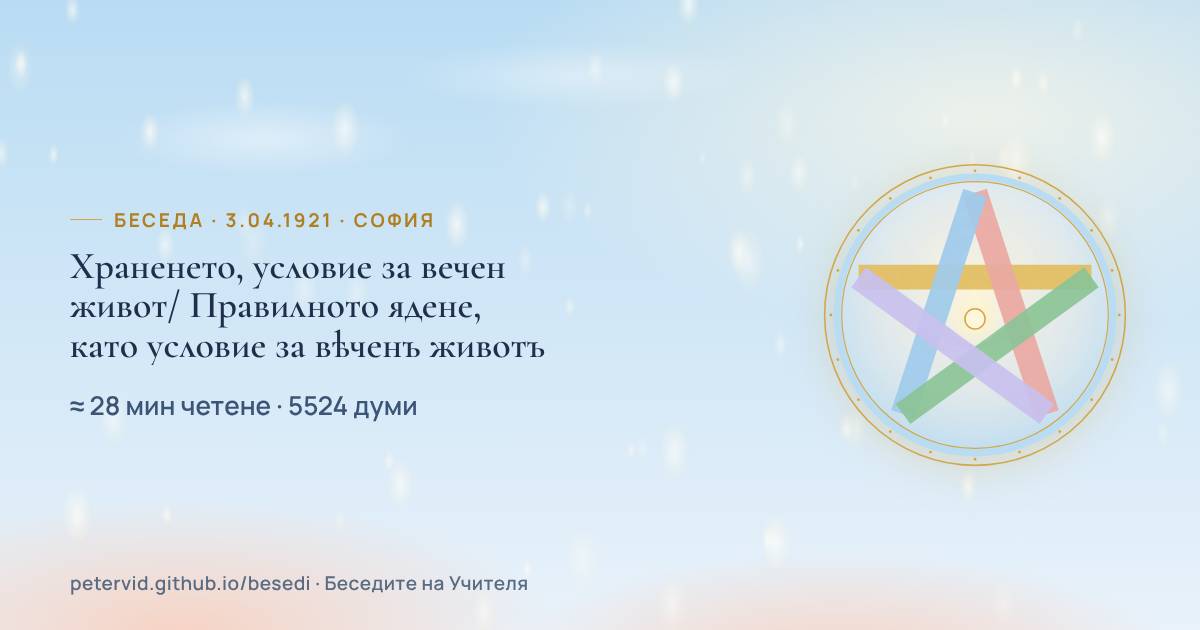 БЕСЕДА · 3.04.1921 · СОФИЯ
Храненето, условие за вечен
живот/ Правилното ядене,
като условие за вѣченъ животъ
≈ 28 мин четене · 5524 думи
petervid.github.io/besedi · Беседите на Учителя